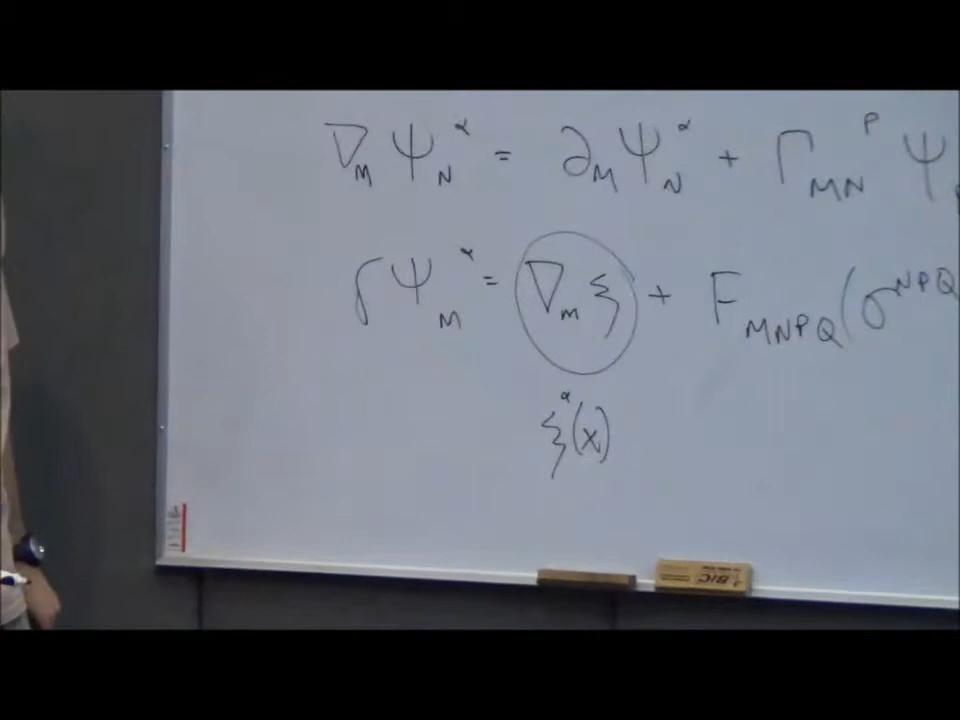 ∇_M Ψ_N^α = ∂_M Ψ_N^α + Γ_MN^P Ψ
δΨ_M^α = ∇_m ξ + F_MNPQ (σ^NPQ
ξ^α(x)
BIC